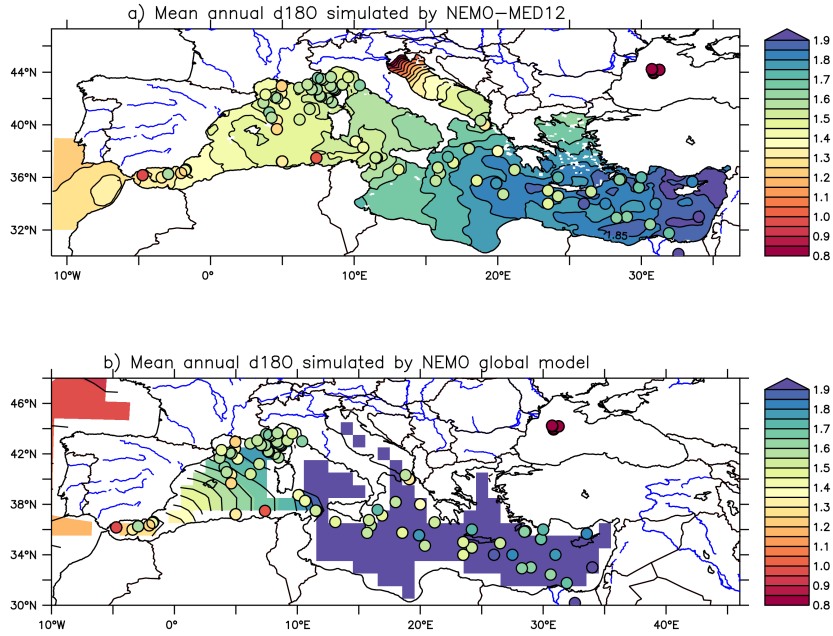 a) Mean annual d18O simulated by NEMO-MED12
44°N
40°N
36°N
32°N
10°W 0° 10°E 20°E 30°E
1.85
1.9
1.8
1.7
1.6
1.5
1.4
1.3
1.2
1.1
1.0
0.9
0.8
b) Mean annual d18O simulated by NEMO global model
46°N
42°N
38°N
34°N
30°N
10°W 0° 10°E 20°E 30°E 40°E
1.9
1.8
1.7
1.6
1.5
1.4
1.3
1.2
1.1
1.0
0.9
0.8